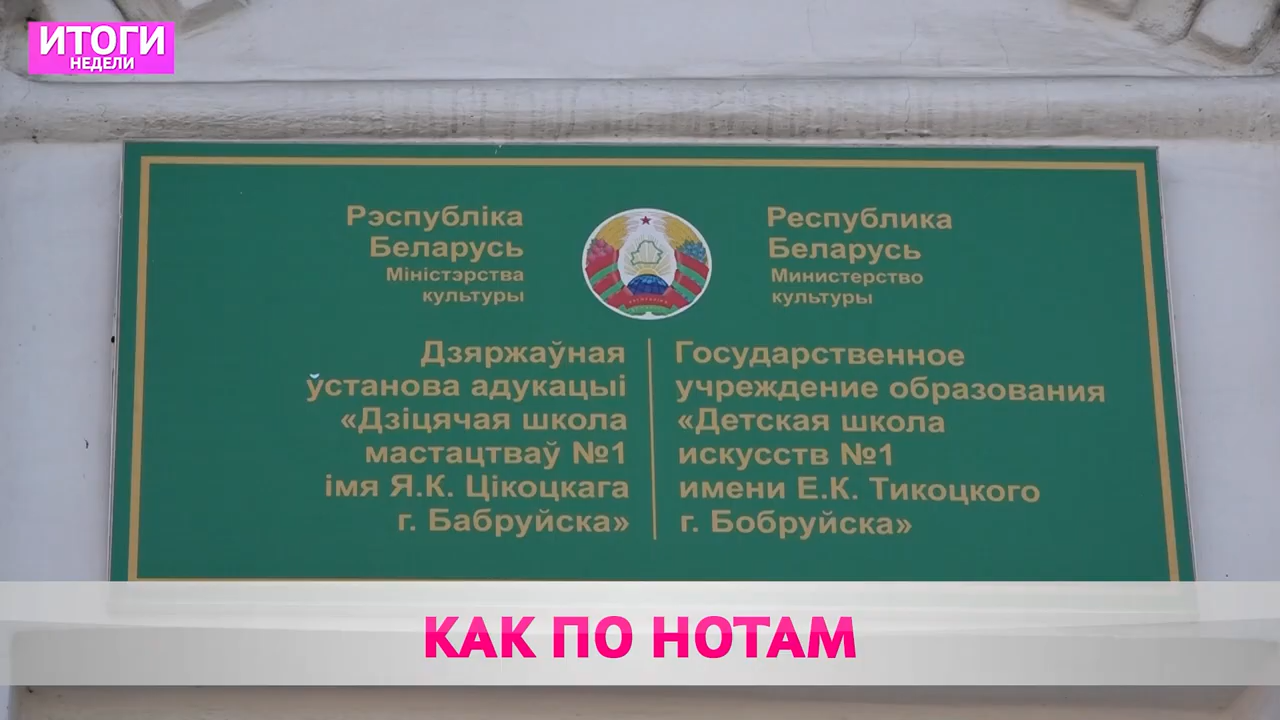 ИТОГИ
НЕДЕЛИ
Рэспубліка
Беларусь
Міністэрства
культуры
Республика
Беларусь
Министерство
культуры
Дзяржаўная
ўстанова адукацыі
«Дзіцячая школа
мастацтваў №1
імя Я.К. Цікоцкага
г. Бабруйска»
Государственное
учреждение образования
«Детская школа
искусств №1
имени Е.К. Тикоцкого
г. Бобруйска»
КАК ПО НОТАМ